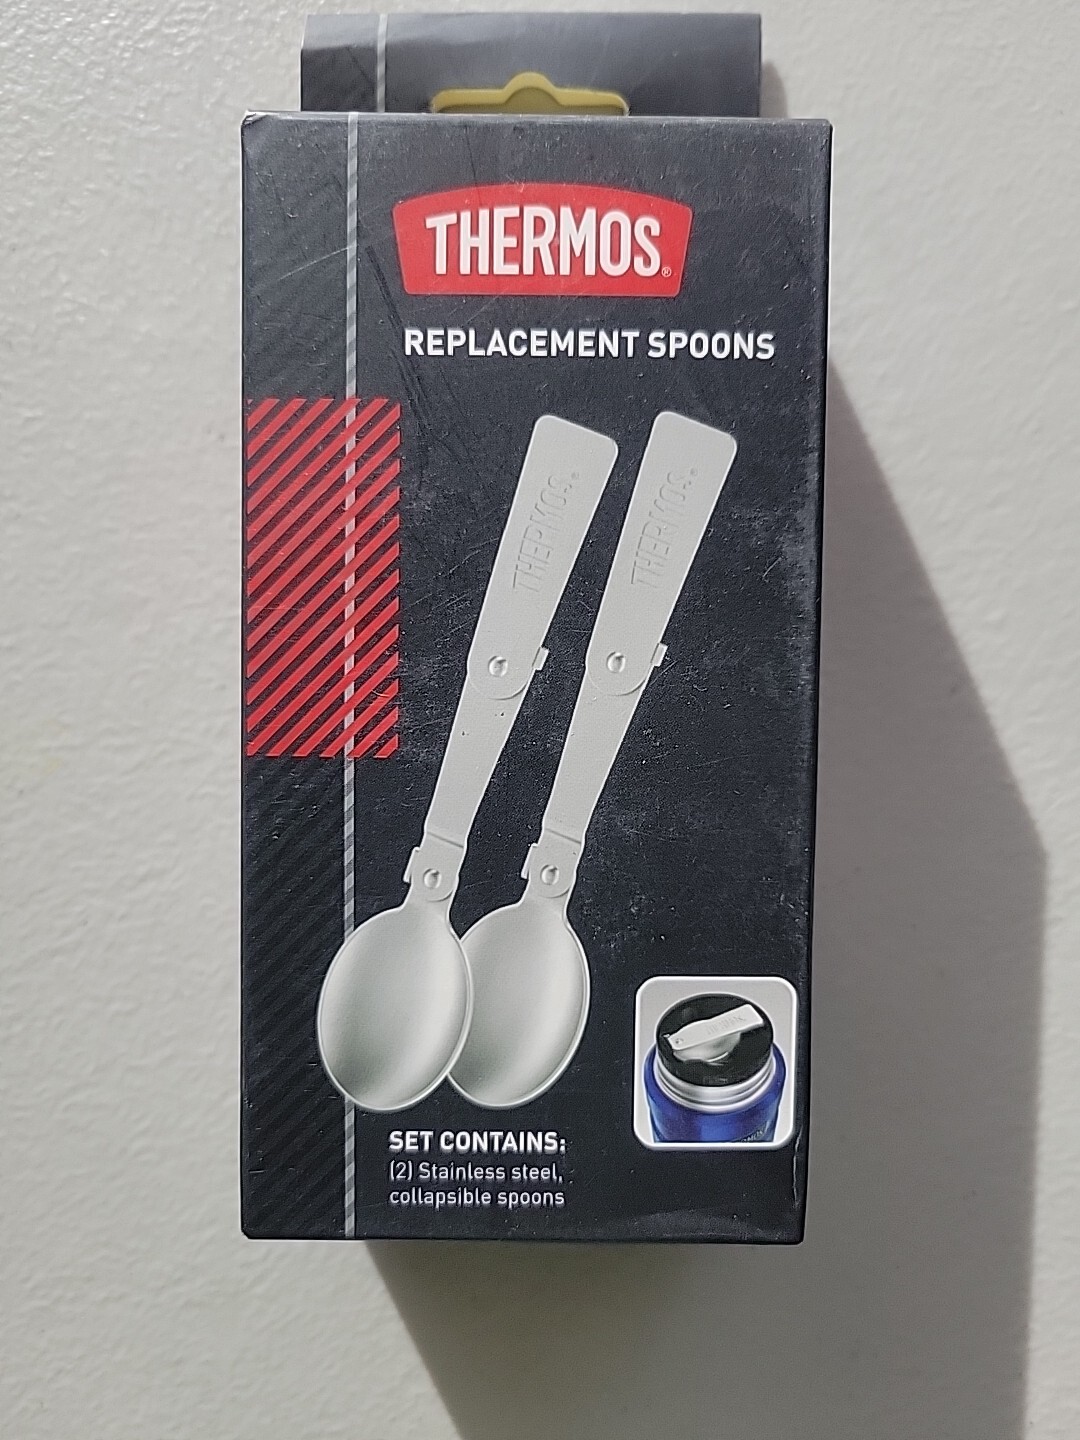 THERMOS®
REPLACEMENT SPOONS
THERMOS®
THERMOS®
SET CONTAINS:
(2) Stainless steel,
collapsible spoons